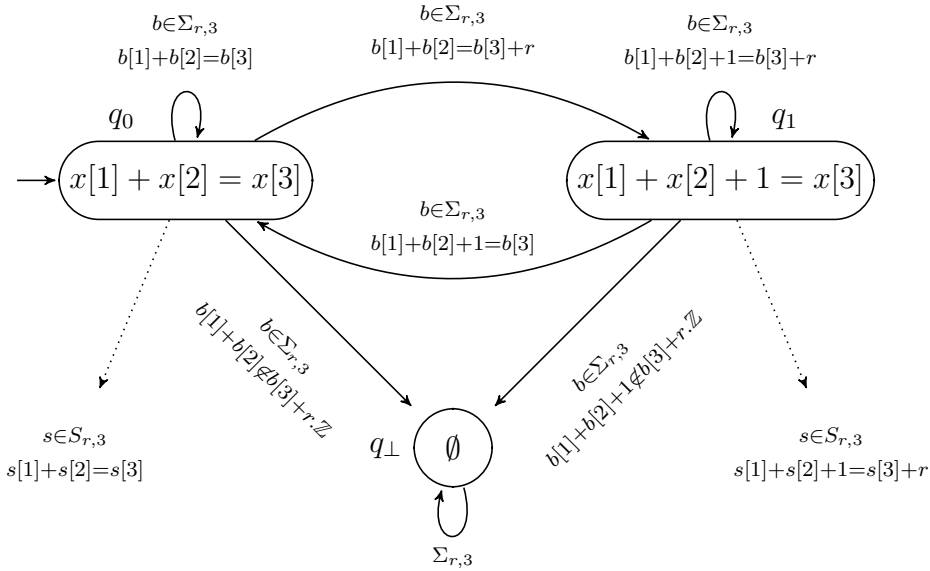 b∈Σ_{r,3}
b[1]+b[2]=b[3]
b∈Σ_{r,3}
b[1]+b[2]=b[3]+r
b∈Σ_{r,3}
b[1]+b[2]+1=b[3]+r
q_0
q_1
x[1] + x[2] = x[3]
x[1] + x[2] + 1 = x[3]
b∈Σ_{r,3}
b[1]+b[2]+1=b[3]
b∈Σ_{r,3}
b[1]+b[2]∉b[3]+r.ℤ
b∈Σ_{r,3}
b[1]+b[2]+1∉b[3]+r.ℤ
s∈S_{r,3}
s[1]+s[2]=s[3]
q_⊥
∅
s∈S_{r,3}
s[1]+s[2]+1=s[3]+r
Σ_{r,3}